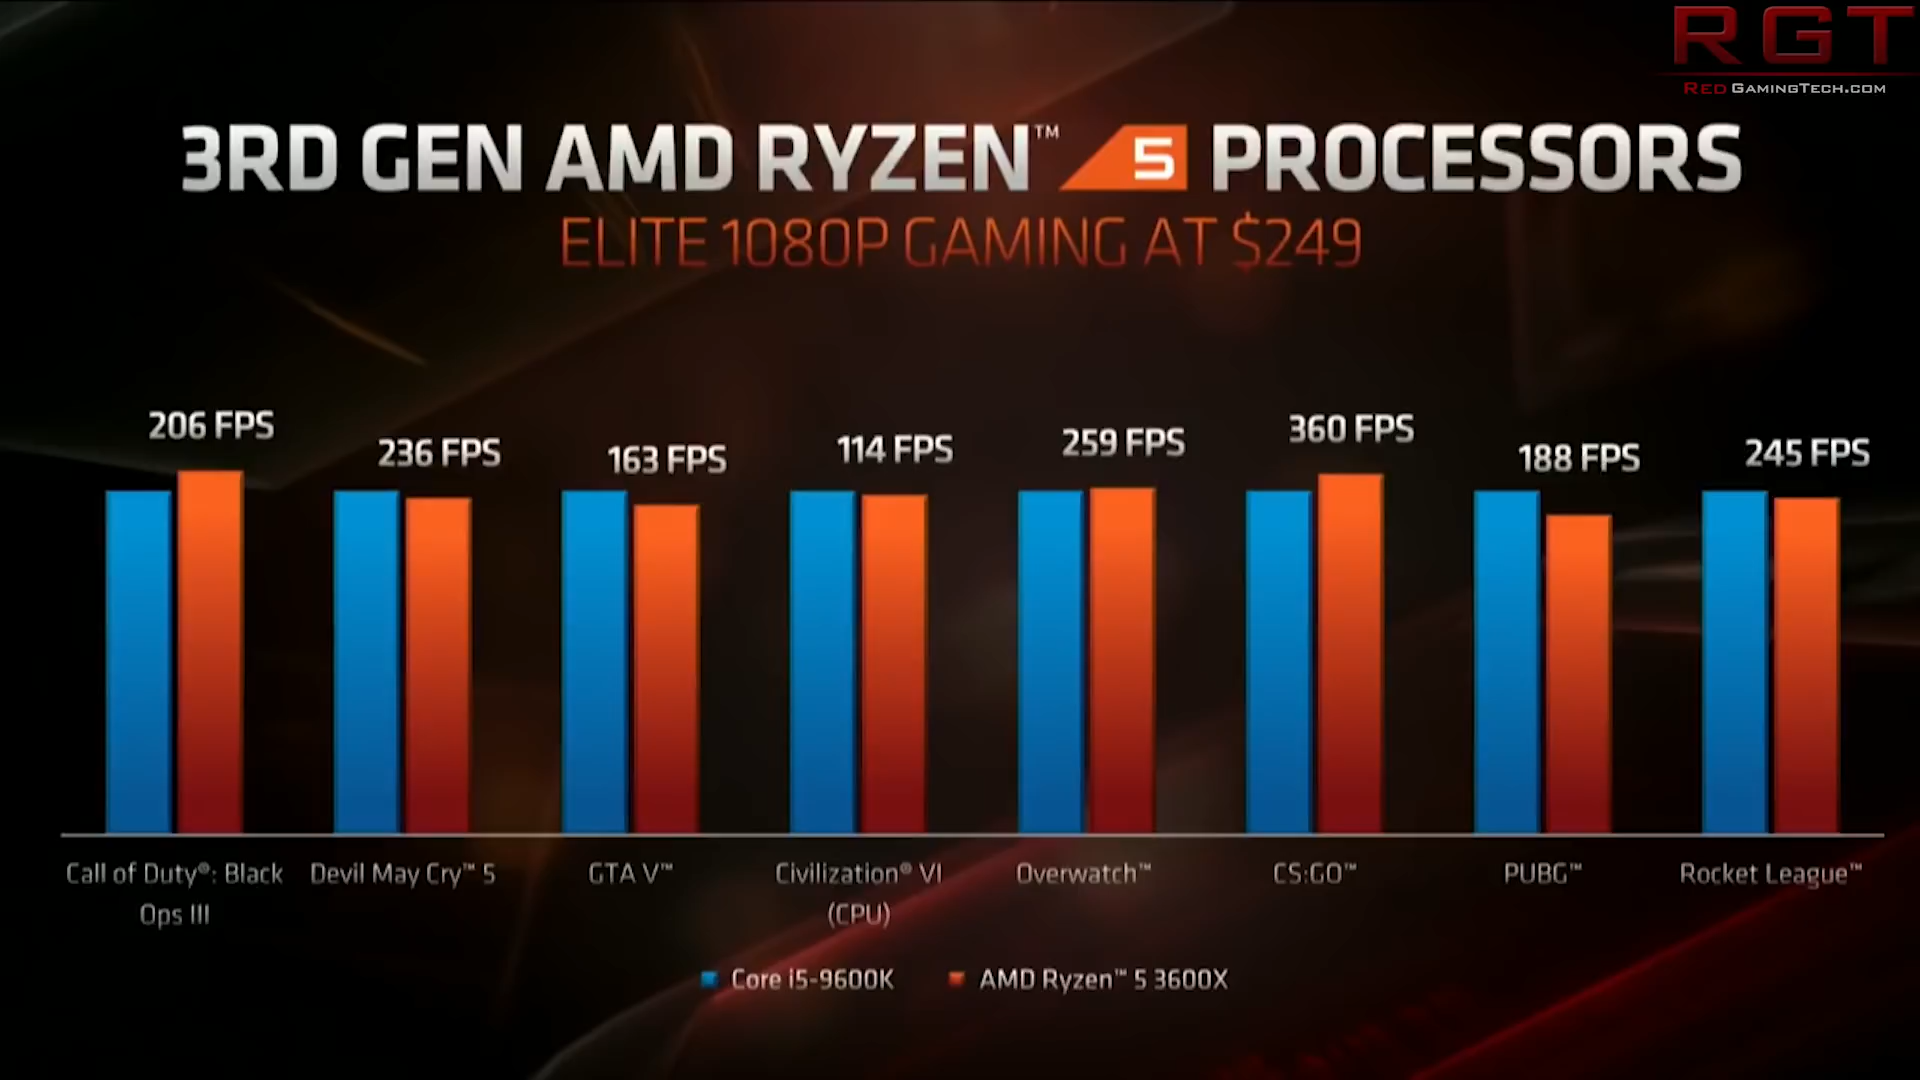 RGT
RedGamingTech.com
3RD GEN AMD RYZEN™ 5 PROCESSORS
ELITE 1080P GAMING AT $249
206 FPS
236 FPS
163 FPS
114 FPS
259 FPS
360 FPS
188 FPS
245 FPS
Call of Duty®: Black
Ops III
Devil May Cry™ 5
GTA V™
Civilization® VI
(CPU)
Overwatch™
CS:GO™
PUBG™
Rocket League™
Core i5-9600K
AMD Ryzen™ 5 3600X